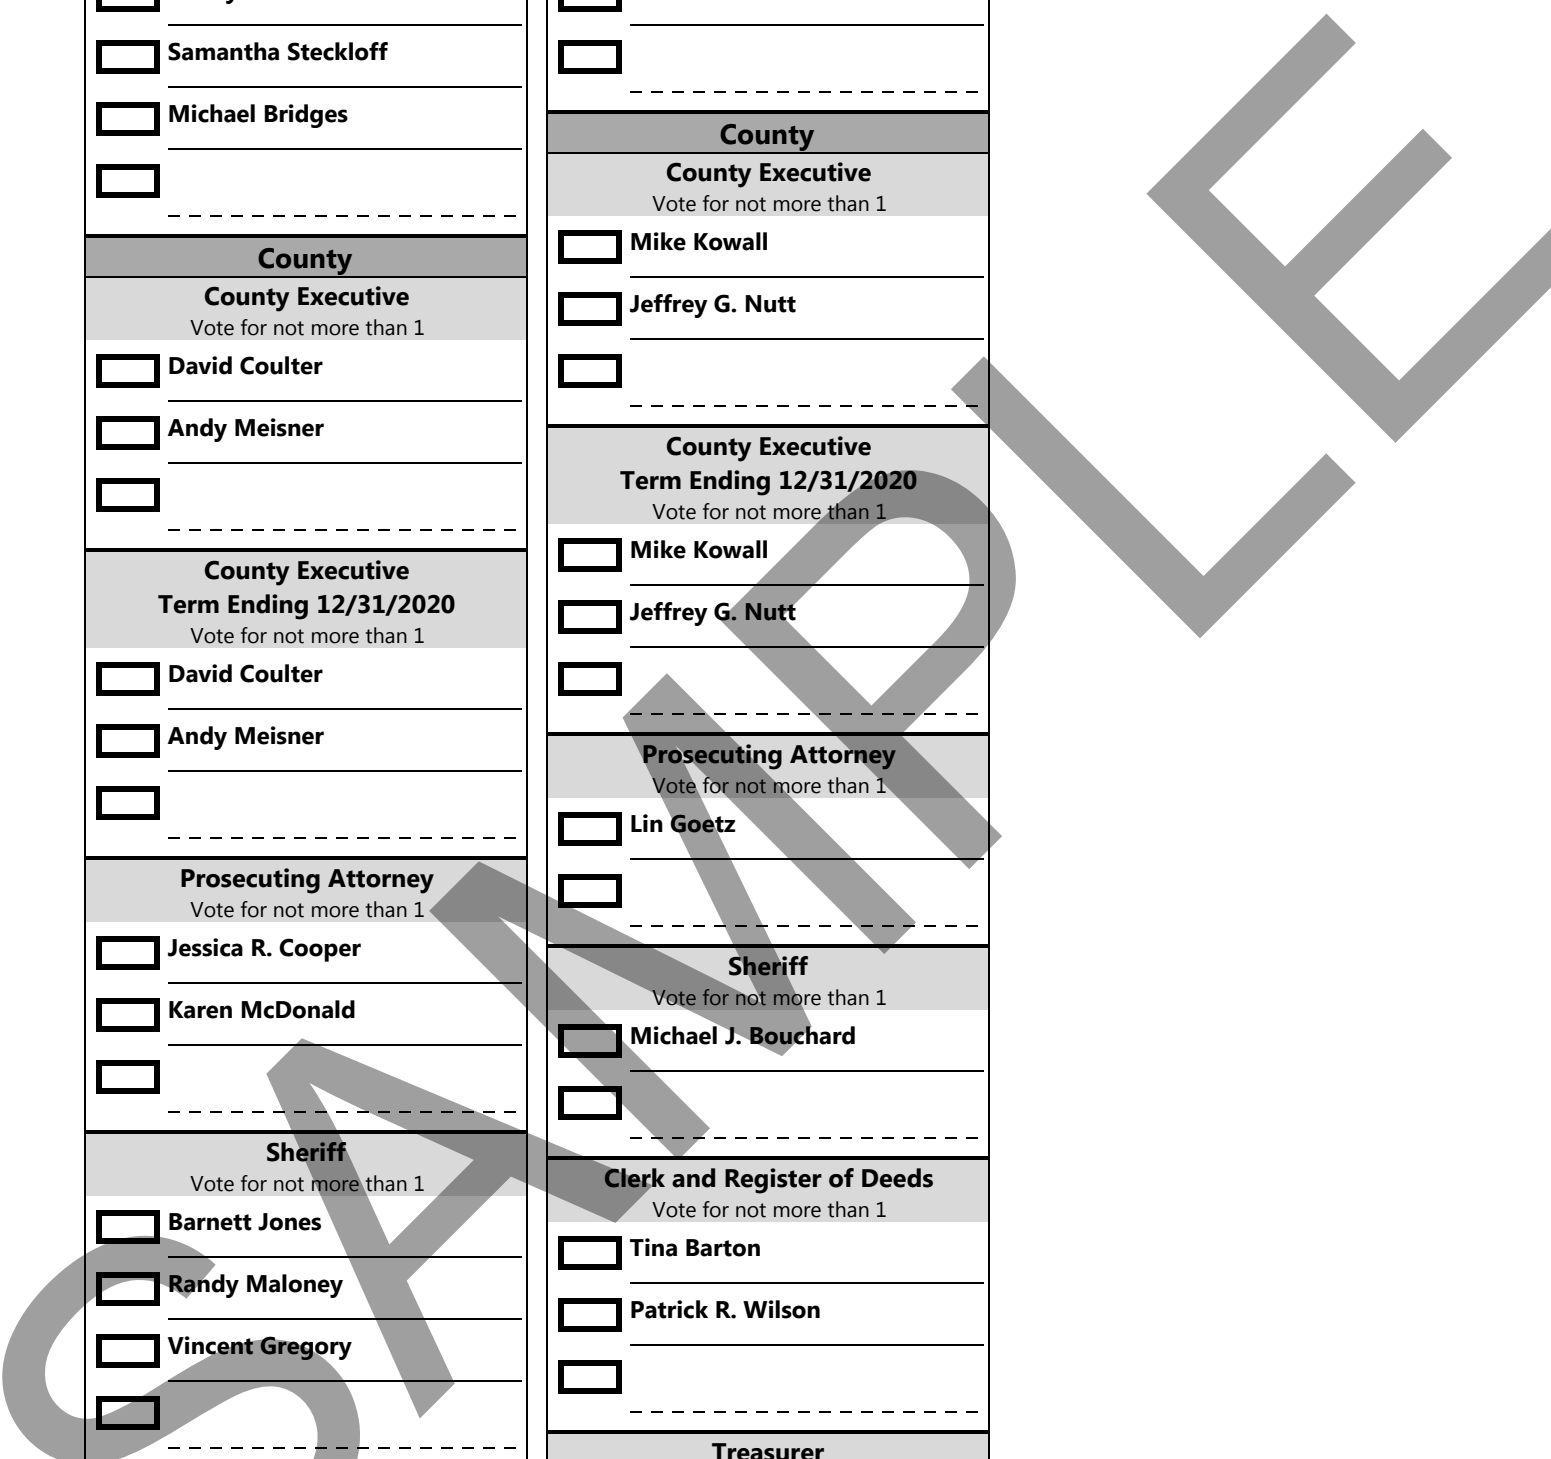 Samantha Steckloff
Michael Bridges
County
County Executive
Vote for not more than 1
David Coulter
Andy Meisner
County Executive
Term Ending 12/31/2020
Vote for not more than 1
David Coulter
Andy Meisner
Prosecuting Attorney
Vote for not more than 1
Jessica R. Cooper
Karen McDonald
Sheriff
Vote for not more than 1
Barnett Jones
Randy Maloney
Vincent Gregory
County
County Executive
Vote for not more than 1
Mike Kowall
Jeffrey G. Nutt
County Executive
Term Ending 12/31/2020
Vote for not more than 1
Mike Kowall
Jeffrey G. Nutt
Prosecuting Attorney
Vote for not more than 1
Lin Goetz
Sheriff
Vote for not more than 1
Michael J. Bouchard
Clerk and Register of Deeds
Vote for not more than 1
Tina Barton
Patrick R. Wilson
Treasurer
SAMPLE